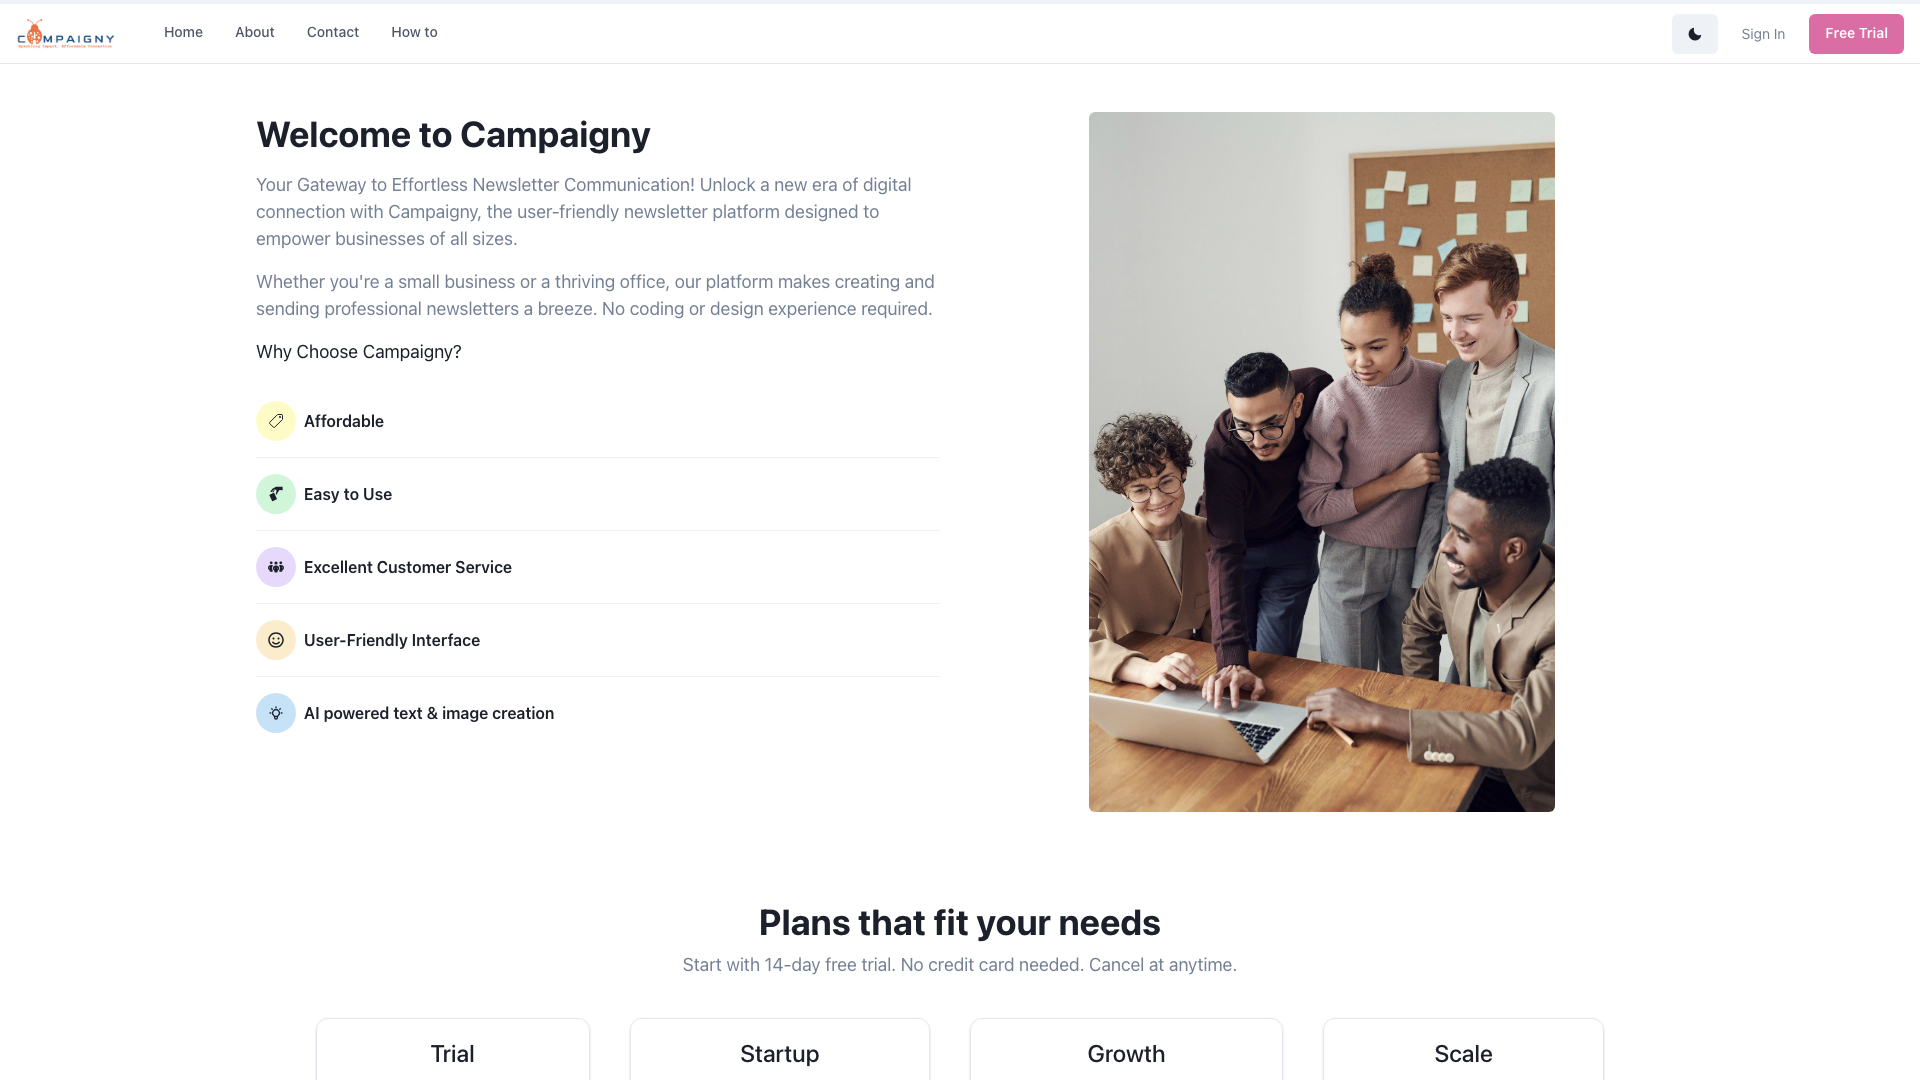 CAMPAIGNY
Home
About
Contact
How to
Sign In
Free Trial
Welcome to Campaigny
Your Gateway to Effortless Newsletter Communication! Unlock a new era of digital
connection with Campaigny, the user-friendly newsletter platform designed to
empower businesses of all sizes.
Whether you're a small business or a thriving office, our platform makes creating and
sending professional newsletters a breeze. No coding or design experience required.
Why Choose Campaigny?
Affordable
Easy to Use
Excellent Customer Service
User-Friendly Interface
AI powered text & image creation
Plans that fit your needs
Start with 14-day free trial. No credit card needed. Cancel at anytime.
Trial
Startup
Growth
Scale